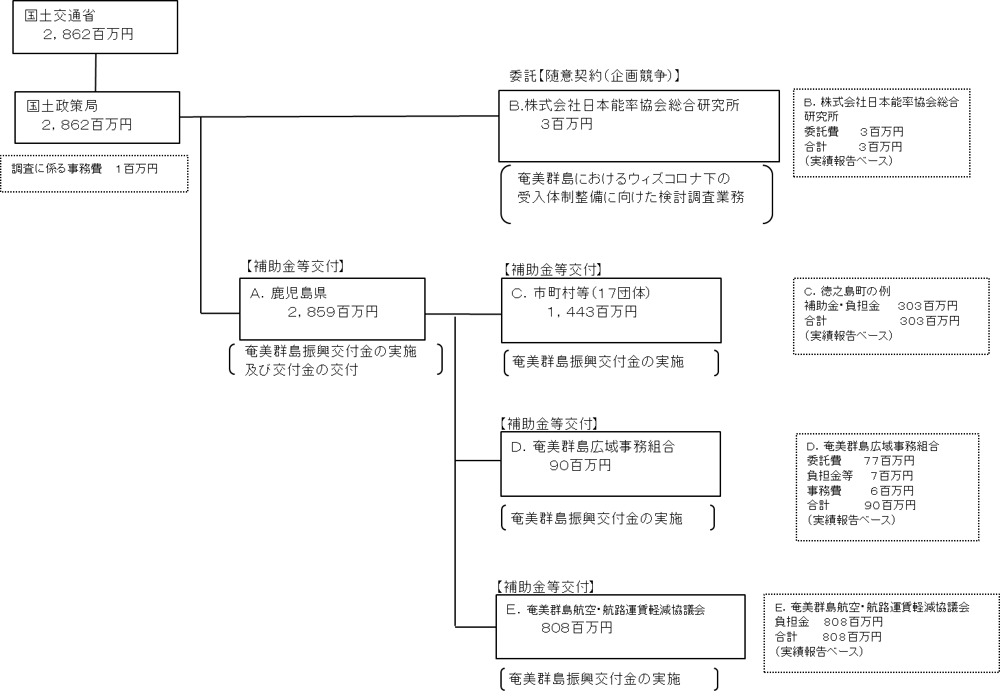 国土交通省
２，８６２百万円
国土政策局
２，８６２百万円
調査に係る事務費　１百万円
委託【随意契約（企画競争）】
Ｂ.株式会社日本能率協会総合研究所
３百万円
奄美群島におけるウィズコロナ下の
受入体制整備に向けた検討調査業務
Ｂ．株式会社日本能率協会総合
研究所
委託費　３百万円
合計　３百万円
（実績報告ベース）
【補助金等交付】
Ａ．鹿児島県
２，８５９百万円
奄美群島振興交付金の実施
及び交付金の交付
【補助金等交付】
Ｃ．市町村等（１７団体）
１，４４３百万円
奄美群島振興交付金の実施
Ｃ．徳之島町の例
補助金・負担金　３０３百万円
合計　３０３百万円
（実績報告ベース）
【補助金等交付】
Ｄ．奄美群島広域事務組合
９０百万円
奄美群島振興交付金の実施
Ｄ．奄美群島広域事務組合
委託費　７７百万円
負担金等　７百万円
事務費　６百万円
合計　９０百万円
（実績報告ベース）
【補助金等交付】
Ｅ．奄美群島航空・航路運賃軽減協議会
８０８百万円
奄美群島振興交付金の実施
Ｅ．奄美群島航空・航路運賃軽減協議会
負担金　８０８百万円
合計　８０８百万円
（実績報告ベース）